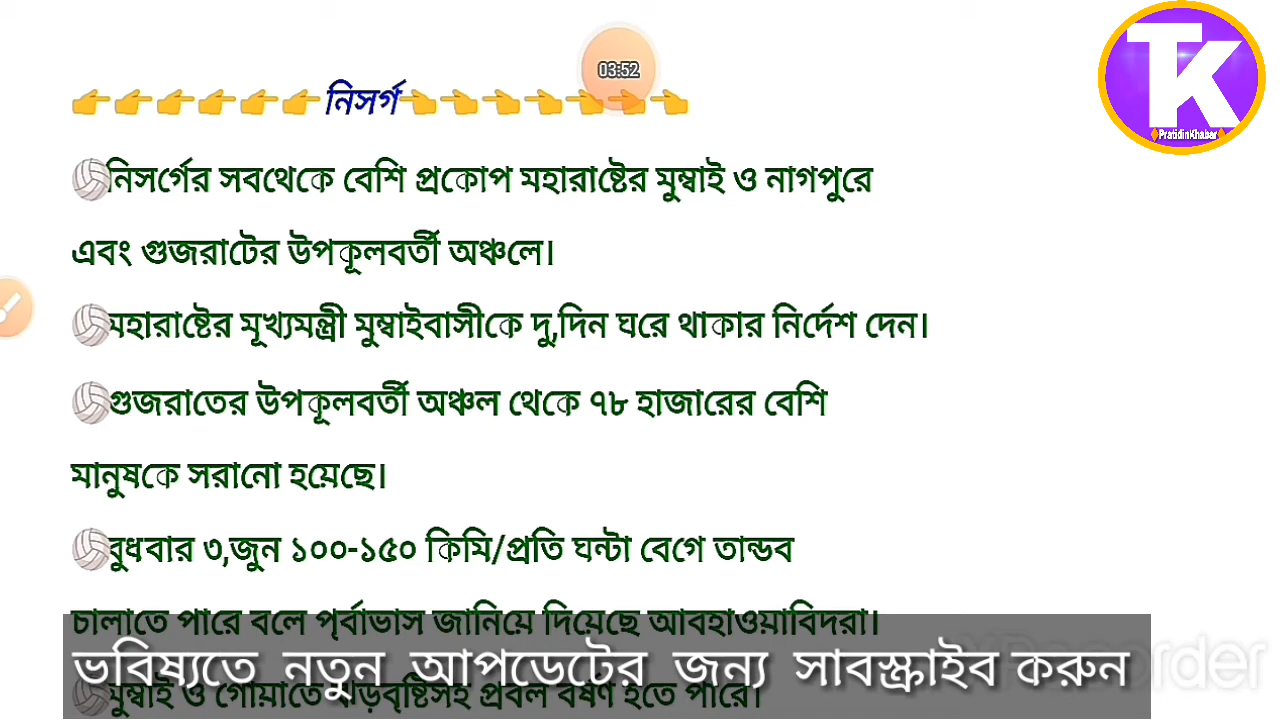 03:52
👉👉👉👉👉👉নিসর্গ👈👈👈👈👈👈👈
TK
PratidinKhabar
নিসর্গের সবথেকে বেশি প্রকোপ মহারাষ্টের মুম্বাই ও নাগপুরে
এবং গুজরাটের উপকূলবর্তী অঞ্চলে।
মহারাষ্টের মূখ্যমন্ত্রী মুম্বাইবাসীকে দু,দিন ঘরে থাকার নির্দেশ দেন।
গুজরাতের উপকূলবর্তী অঞ্চল থেকে ৭৮ হাজারের বেশি
মানুষকে সরানো হয়েছে।
বুধবার ৩,জুন ১০০-১৫০ কিমি/প্রতি ঘন্টা বেগে তান্ডব
চালাতে পারে বলে পূর্বাভাস জানিয়ে দিয়েছে আবহাওয়াবিদরা।
ভবিষ্যতে নতুন আপডেটের জন্য সাবস্ক্রাইব করুন
মুম্বাই ও গোয়াতে ঝড়বৃষ্টিসহ প্রবল বর্ষণ হতে পারে।